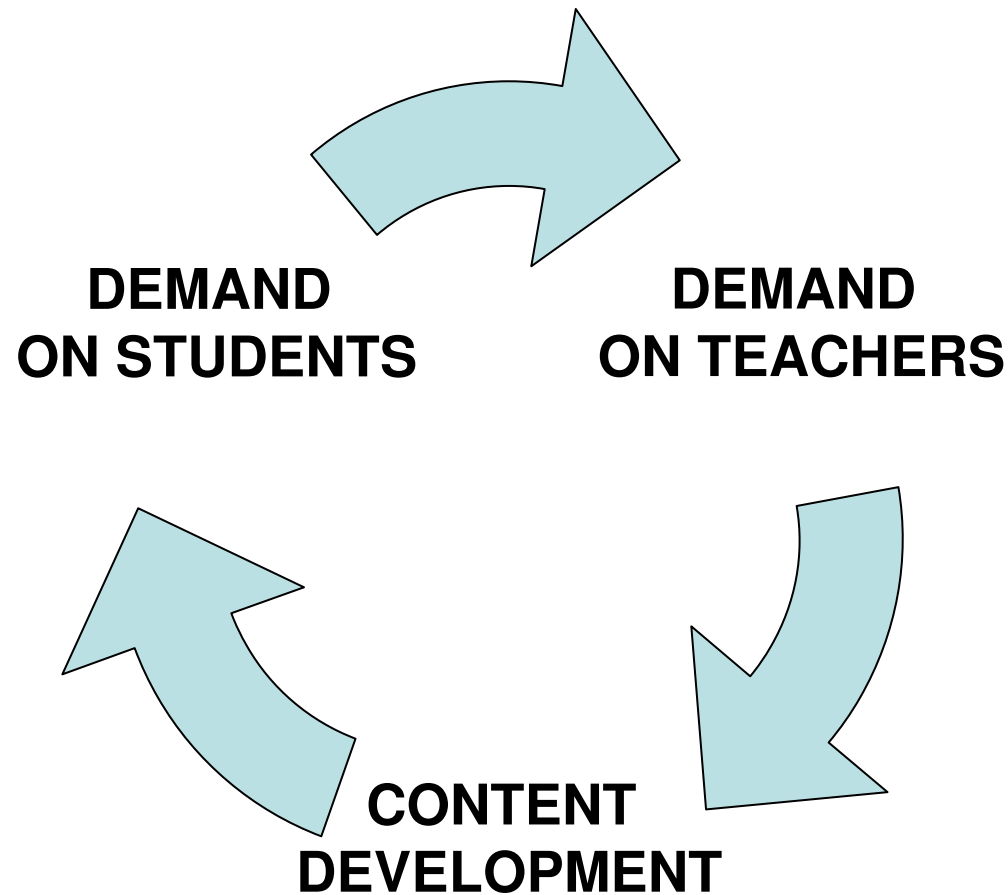 DEMAND
ON STUDENTS
DEMAND
ON TEACHERS
CONTENT
DEVELOPMENT